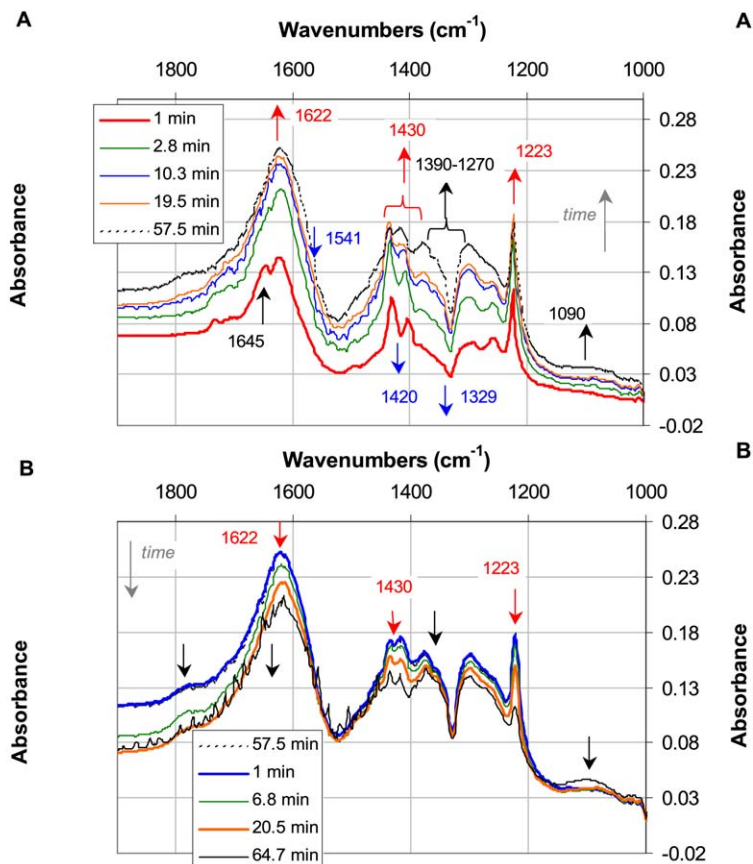 A A
Wavenumbers (cm-1)
1800 1600 1400 1200 1000
Absorbance
Absorbance
1 min
2.8 min
10.3 min
19.5 min
57.5 min
1622
1430
1390-1270
1223
time
1541
1645
1420
1329
1090
0.28
0.23
0.18
0.13
0.08
0.03
-0.02
B B
Wavenumbers (cm-1)
1800 1600 1400 1200 1000
Absorbance
Absorbance
time
1622
1430
1223
0.28
0.23
0.18
0.13
0.08
0.03
-0.02
57.5 min
1 min
6.8 min
20.5 min
64.7 min